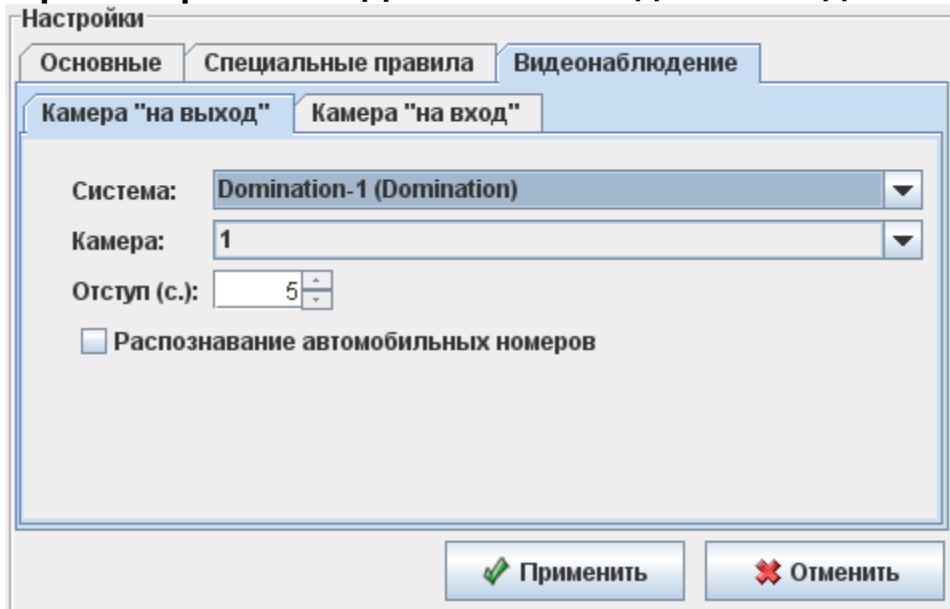 Настройки
Основные Специальные правила Видеонаблюдение
Камера "на выход" Камера "на вход"
Система: Domination-1 (Domination)
Камера: 1
Отступ (с.): 5
Распознавание автомобильных номеров
Применить Отменить